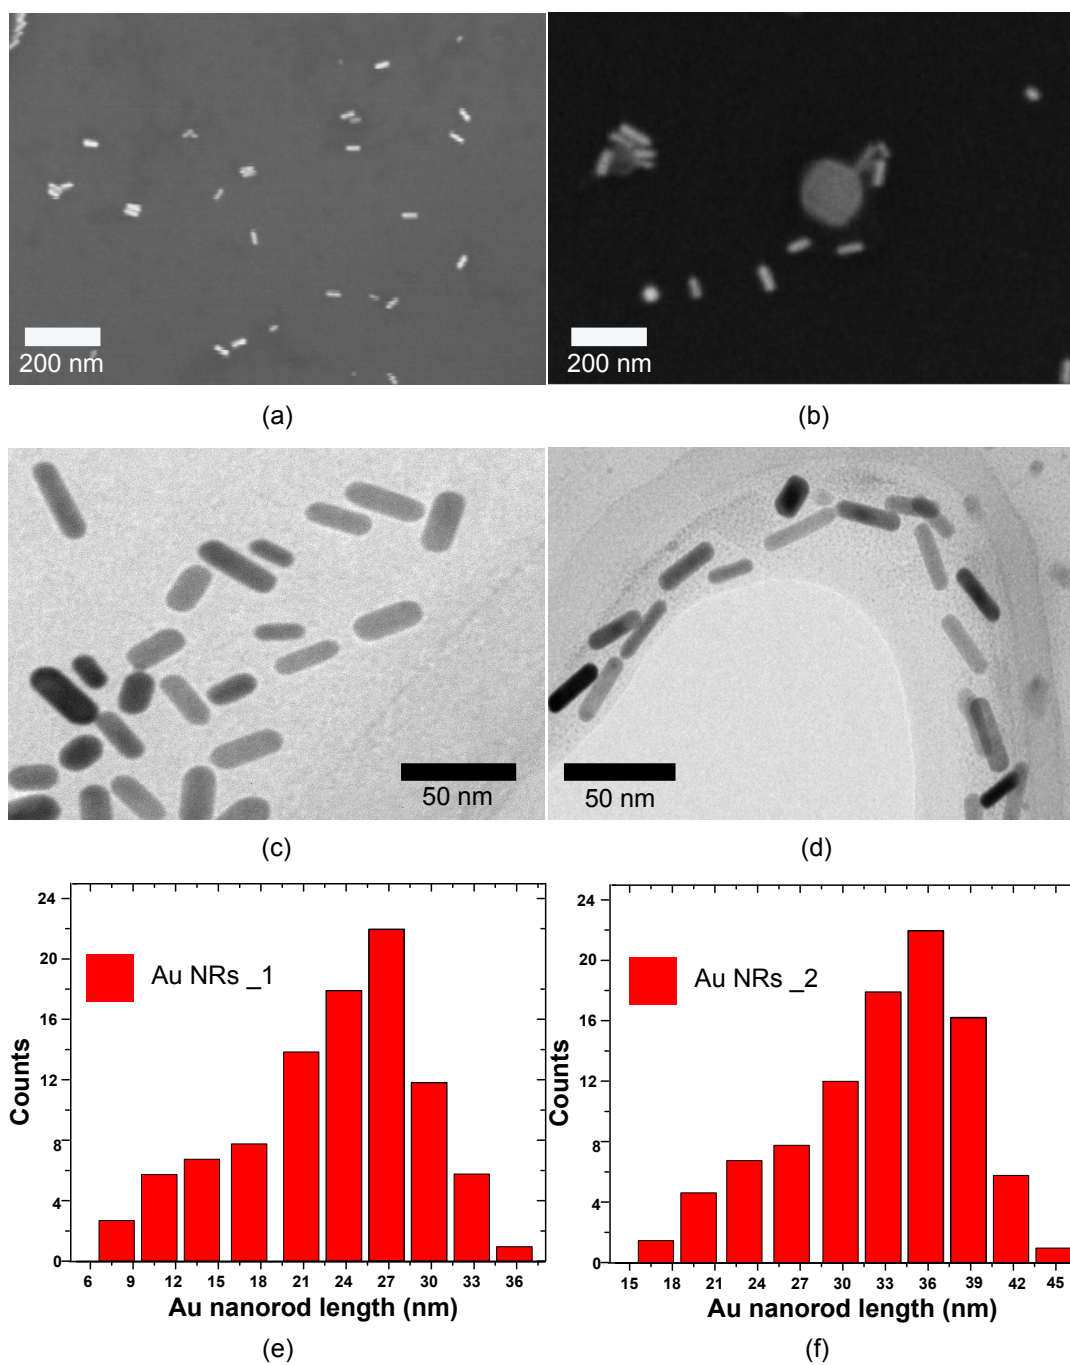 200 nm
200 nm
(a)
(b)
50 nm
50 nm
(c)
(d)
24
20
16
12
8
4
0
Counts
Au NRs _1
6 9 12 15 18 21 24 27 30 33 36
Au nanorod length (nm)
(e)
24
20
16
12
8
4
0
Counts
Au NRs _2
15 18 21 24 27 30 33 36 39 42 45
Au nanorod length (nm)
(f)